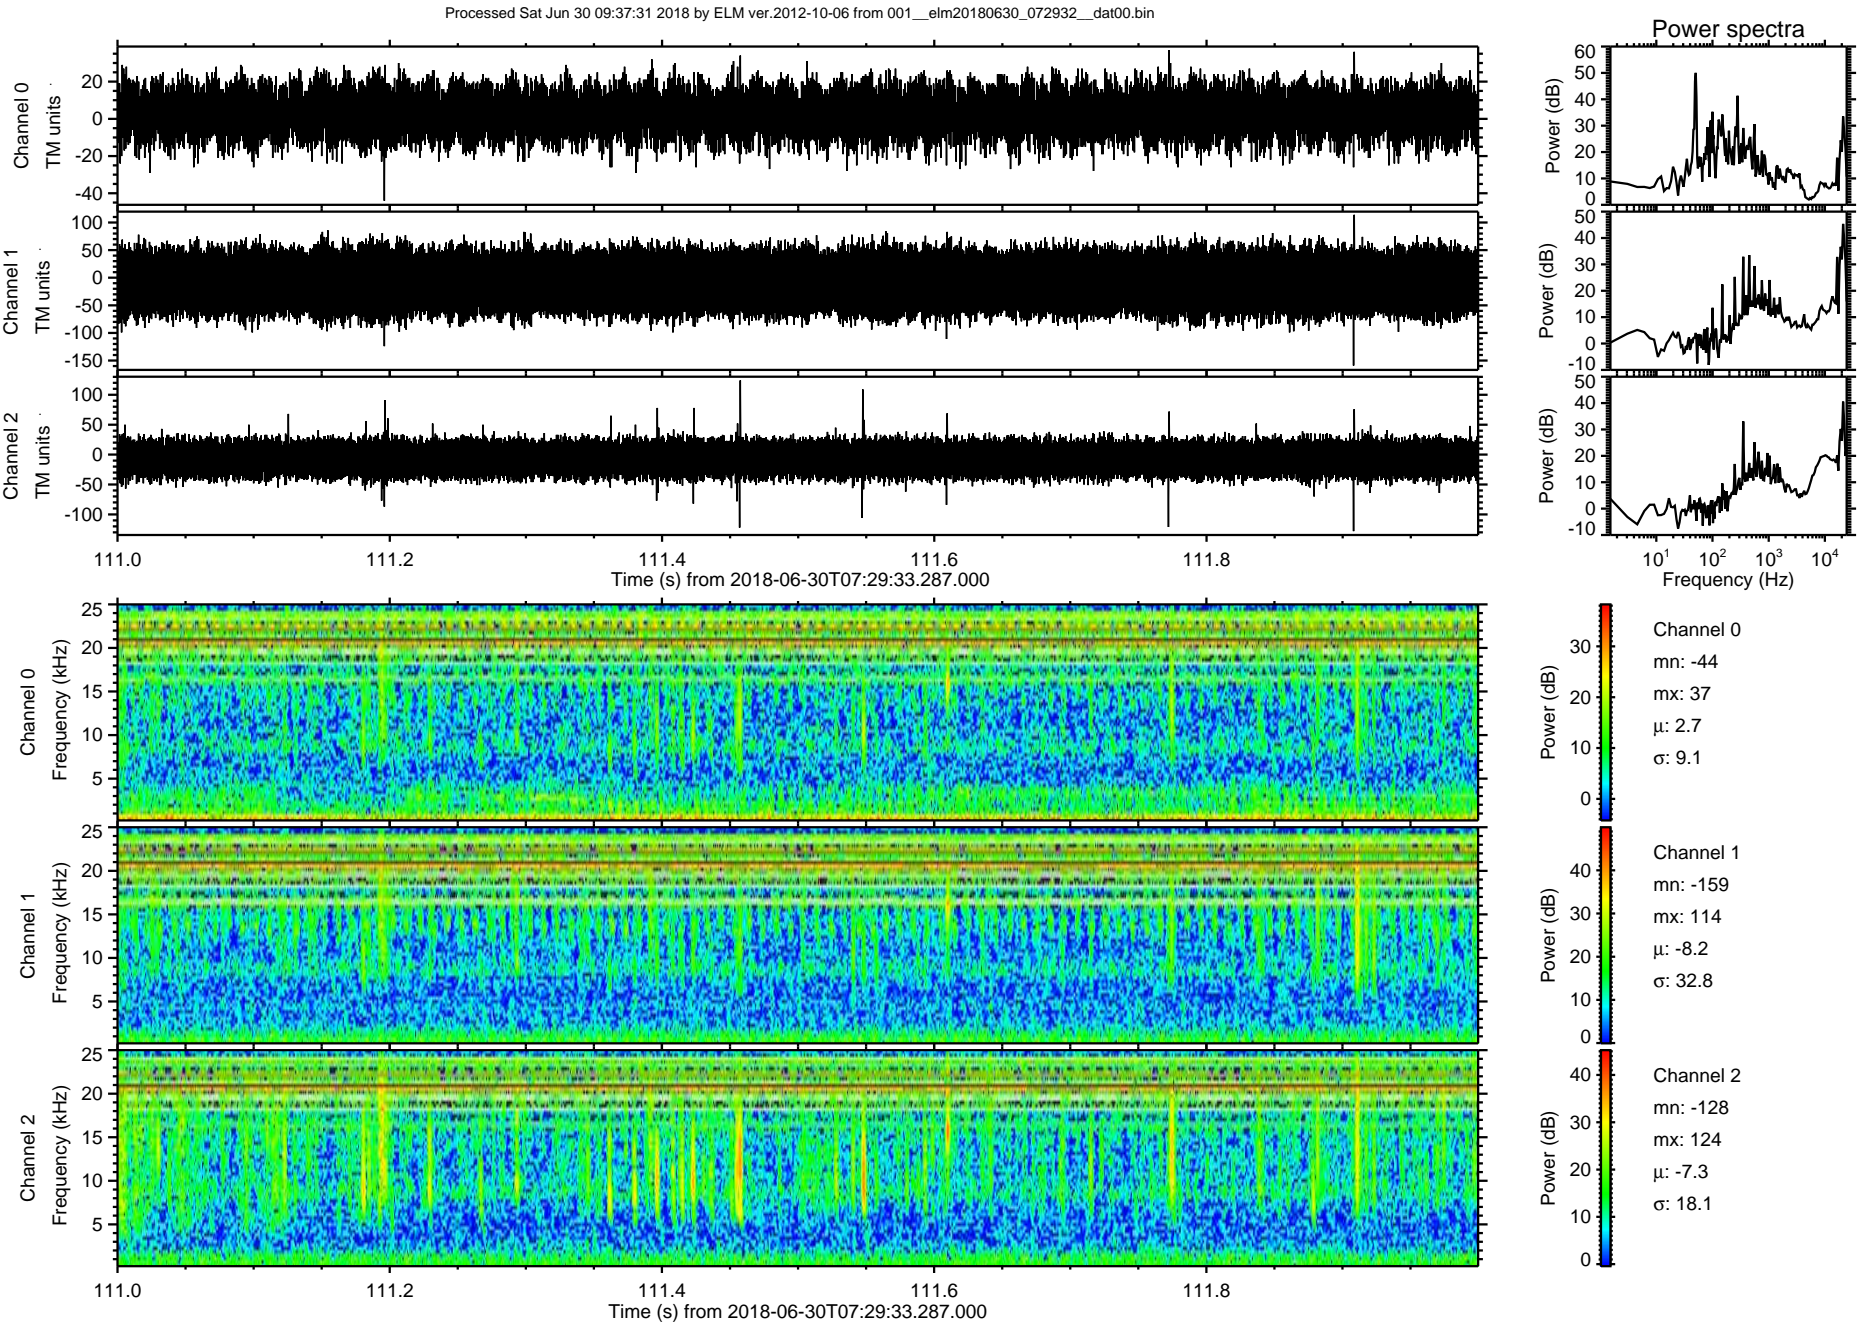 Processed Sat Jun 30 09:37:31 2018 by ELM ver.2012-10-06 from 001__elm20180630_072932__dat00.bin
Power spectra
Channel 0
TM units
20
0
-20
-40
Power (dB)
60
50
40
30
20
10
0
Channel 1
TM units
100
50
0
-50
-100
-150
Power (dB)
50
40
30
20
10
0
-10
Channel 2
TM units
100
50
0
-50
-100
Power (dB)
50
40
30
20
10
0
-10
111.0 111.2 111.4 111.6 111.8
Time (s) from 2018-06-30T07:29:33.287.000
10^1 10^2 10^3 10^4
Frequency (Hz)
Channel 0
Frequency (kHz)
25
20
15
10
5
Power (dB)
30
20
10
0
Channel 0
mn: -44
mx: 37
μ: 2.7
σ: 9.1
Channel 1
Frequency (kHz)
25
20
15
10
5
Power (dB)
40
30
20
10
0
Channel 1
mn: -159
mx: 114
μ: -8.2
σ: 32.8
Channel 2
Frequency (kHz)
25
20
15
10
5
Power (dB)
40
30
20
10
0
Channel 2
mn: -128
mx: 124
μ: -7.3
σ: 18.1
111.0 111.2 111.4 111.6 111.8
Time (s) from 2018-06-30T07:29:33.287.000